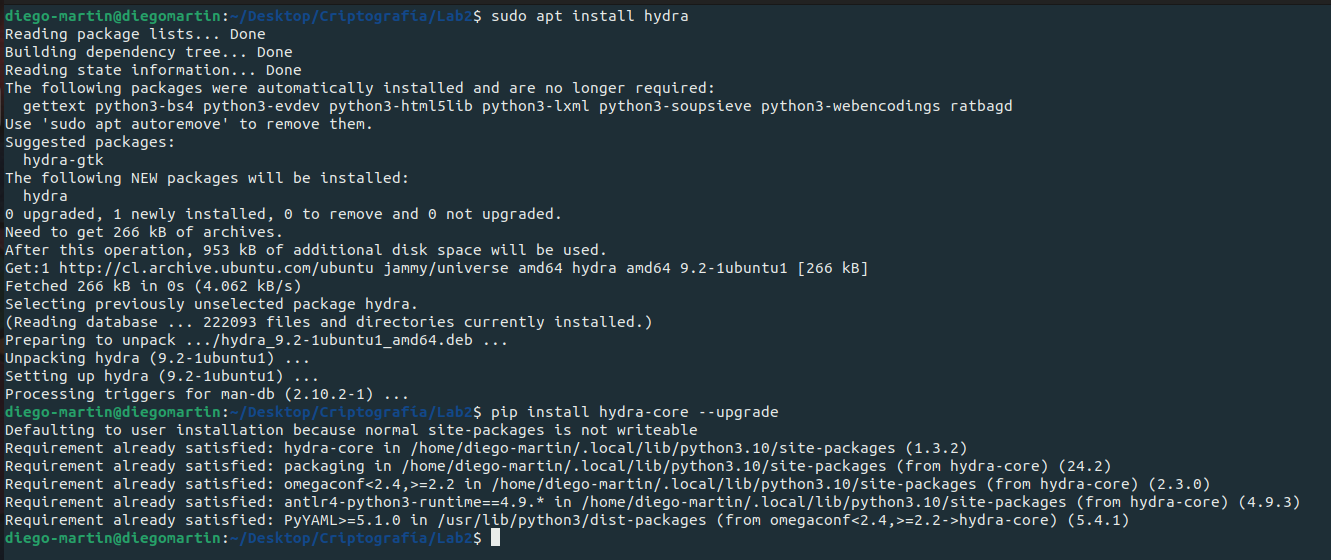 diego-martin@diegomartin:~/Desktop/Criptografia/Lab2$ sudo apt install hydra
Reading package lists... Done
Building dependency tree... Done
Reading state information... Done
The following packages were automatically installed and are no longer required:
  gettext python3-bs4 python3-evdev python3-html5lib python3-lxml python3-soupsieve python3-webencodings ratbagd
Use 'sudo apt autoremove' to remove them.
Suggested packages:
  hydra-gtk
The following NEW packages will be installed:
  hydra
0 upgraded, 1 newly installed, 0 to remove and 0 not upgraded.
Need to get 266 kB of archives.
After this operation, 953 kB of additional disk space will be used.
Get:1 http://cl.archive.ubuntu.com/ubuntu jammy/universe amd64 hydra amd64 9.2-1ubuntu1 [266 kB]
Fetched 266 kB in 0s (4.062 kB/s)
Selecting previously unselected package hydra.
(Reading database ... 222093 files and directories currently installed.)
Preparing to unpack .../hydra_9.2-1ubuntu1_amd64.deb ...
Unpacking hydra (9.2-1ubuntu1) ...
Setting up hydra (9.2-1ubuntu1) ...
Processing triggers for man-db (2.10.2-1) ...
diego-martin@diegomartin:~/Desktop/Criptografia/Lab2$ pip install hydra-core --upgrade
Defaulting to user installation because normal site-packages is not writeable
Requirement already satisfied: hydra-core in /home/diego-martin/.local/lib/python3.10/site-packages (1.3.2)
Requirement already satisfied: packaging in /home/diego-martin/.local/lib/python3.10/site-packages (from hydra-core) (24.2)
Requirement already satisfied: omegaconf<2.4,>=2.2 in /home/diego-martin/.local/lib/python3.10/site-packages (from hydra-core) (2.3.0)
Requirement already satisfied: antlr4-python3-runtime==4.9.* in /home/diego-martin/.local/lib/python3.10/site-packages (from hydra-core) (4.9.3)
Requirement already satisfied: PyYAML>=5.1.0 in /usr/lib/python3/dist-packages (from omegaconf<2.4,>=2.2->hydra-core) (5.4.1)
diego-martin@diegomartin:~/Desktop/Criptografia/Lab2$